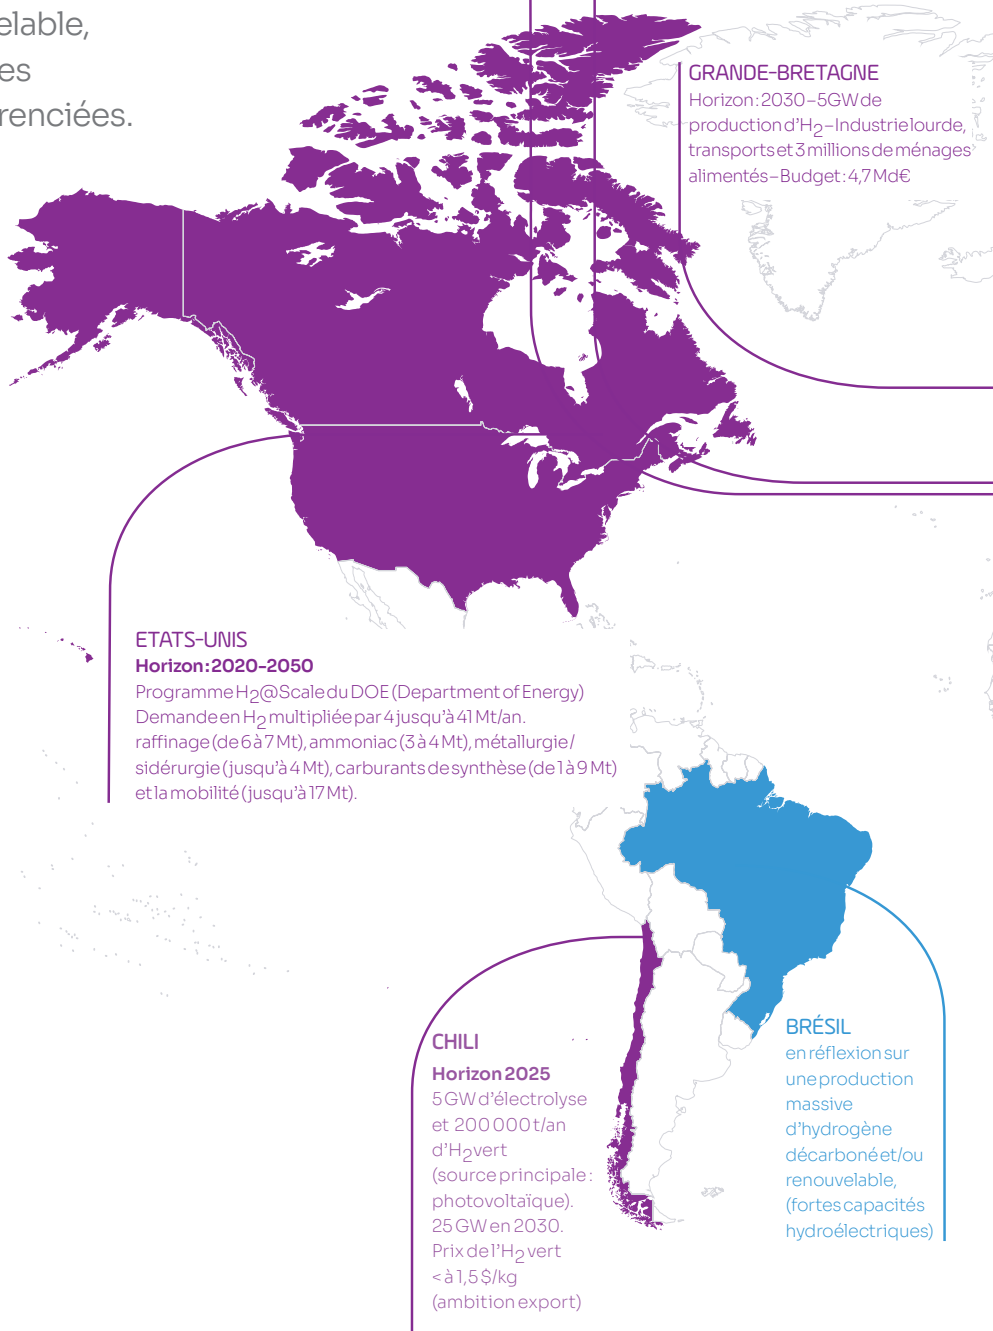 elable,
es
renciées.
GRANDE-BRETAGNE
Horizon : 2030 – 5 GW de
production d’H2 – Industrie lourde,
transports et 3 millions de ménages
alimentés – Budget : 4,7 Md€
ETATS-UNIS
Horizon : 2020-2050
Programme H2@Scale du DOE (Department of Energy)
Demande en H2 multipliée par 4 jusqu’à 41 Mt/an.
raffinage (de 6 à 7 Mt), ammoniac (3 à 4 Mt), métallurgie/
sidérurgie (jusqu’à 4 Mt), carburants de synthèse (de 1 à 9 Mt)
et la mobilité (jusqu’à 17 Mt).
CHILI
Horizon 2025
5 GW d’électrolyse
et 200 000 t/an
d’H2 vert
(source principale :
photovoltaïque).
25 GW en 2030.
Prix de l’H2 vert
< à 1,5 $/kg
(ambition export)
BRÉSIL
en réflexion sur
une production
massive
d’hydrogène
décarboné et/ou
renouvelable,
(fortes capacités
hydroélectriques)